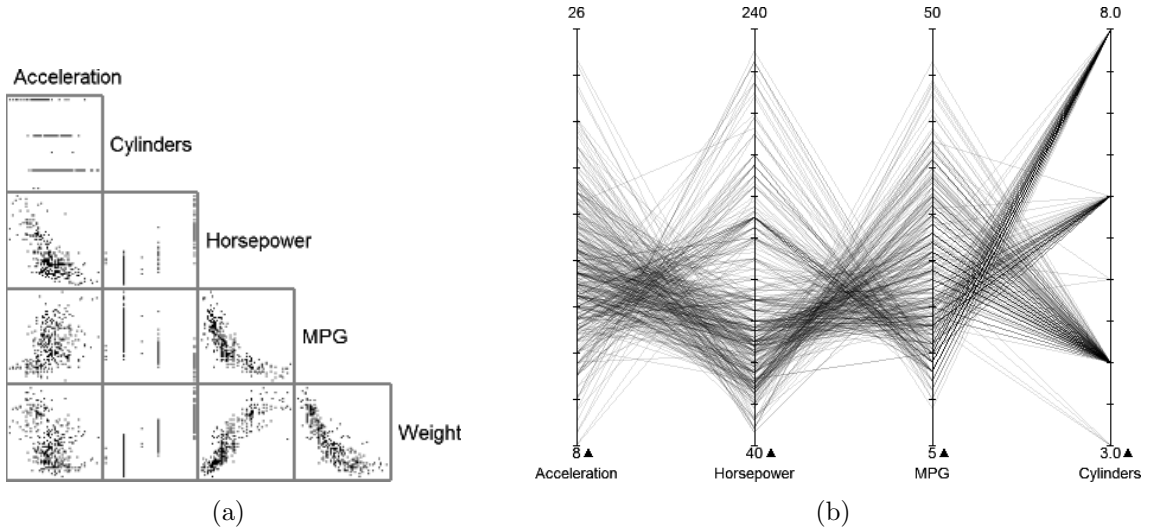 Acceleration
Cylinders
Horsepower
MPG
Weight
(a)
26 240 50 8.0
8▲ 40▲ 5▲ 3.0▲
Acceleration Horsepower MPG Cylinders
(b)